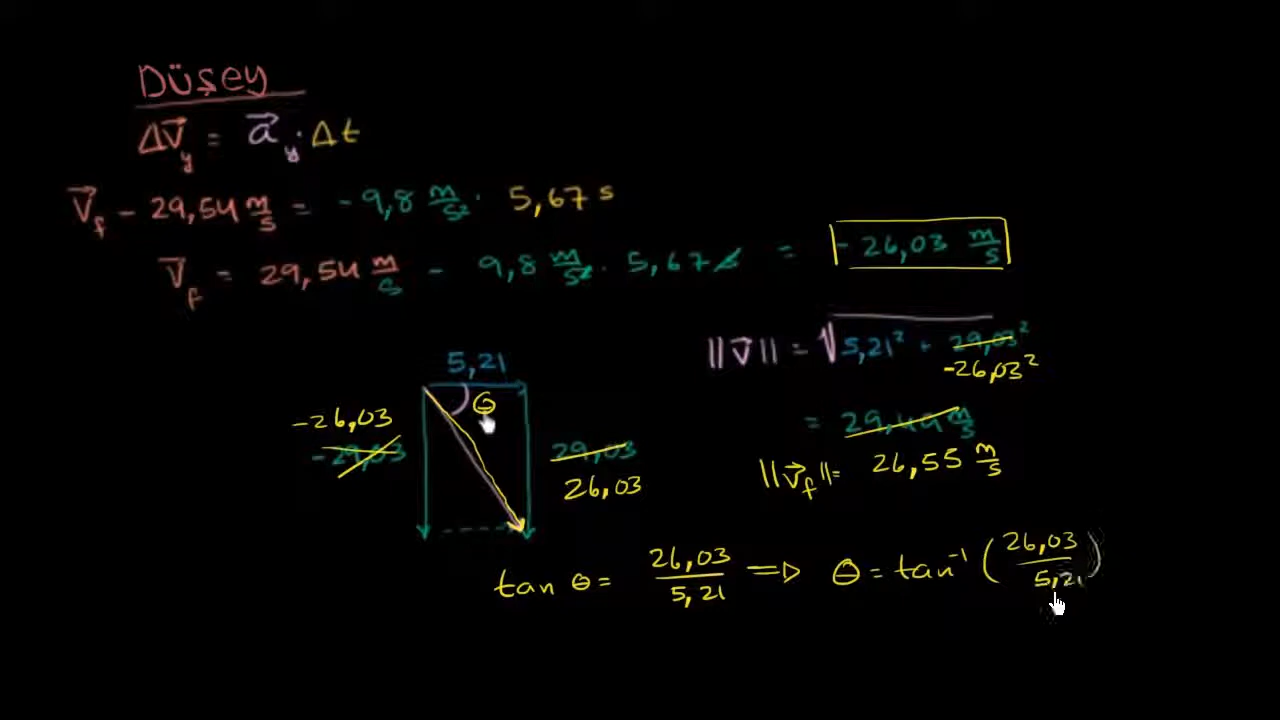 Düşey
Δv⃗y = a⃗y · Δt
v⃗f - 29,54 m/s = -9,8 m/s² · 5,67 s
v⃗f = 29,54 m/s - 9,8 m/s² · 5,67 s = -26,03 m/s
||v⃗|| = √5,21² + 29,03²
-26,03²
5,21
θ
-26,03
-29,03
29,03
26,03
= 29,49 m/s
||v⃗f|| = 26,55 m/s
tan θ = 26,03/5,21 ⇒ θ = tan⁻¹(26,03/5,21)